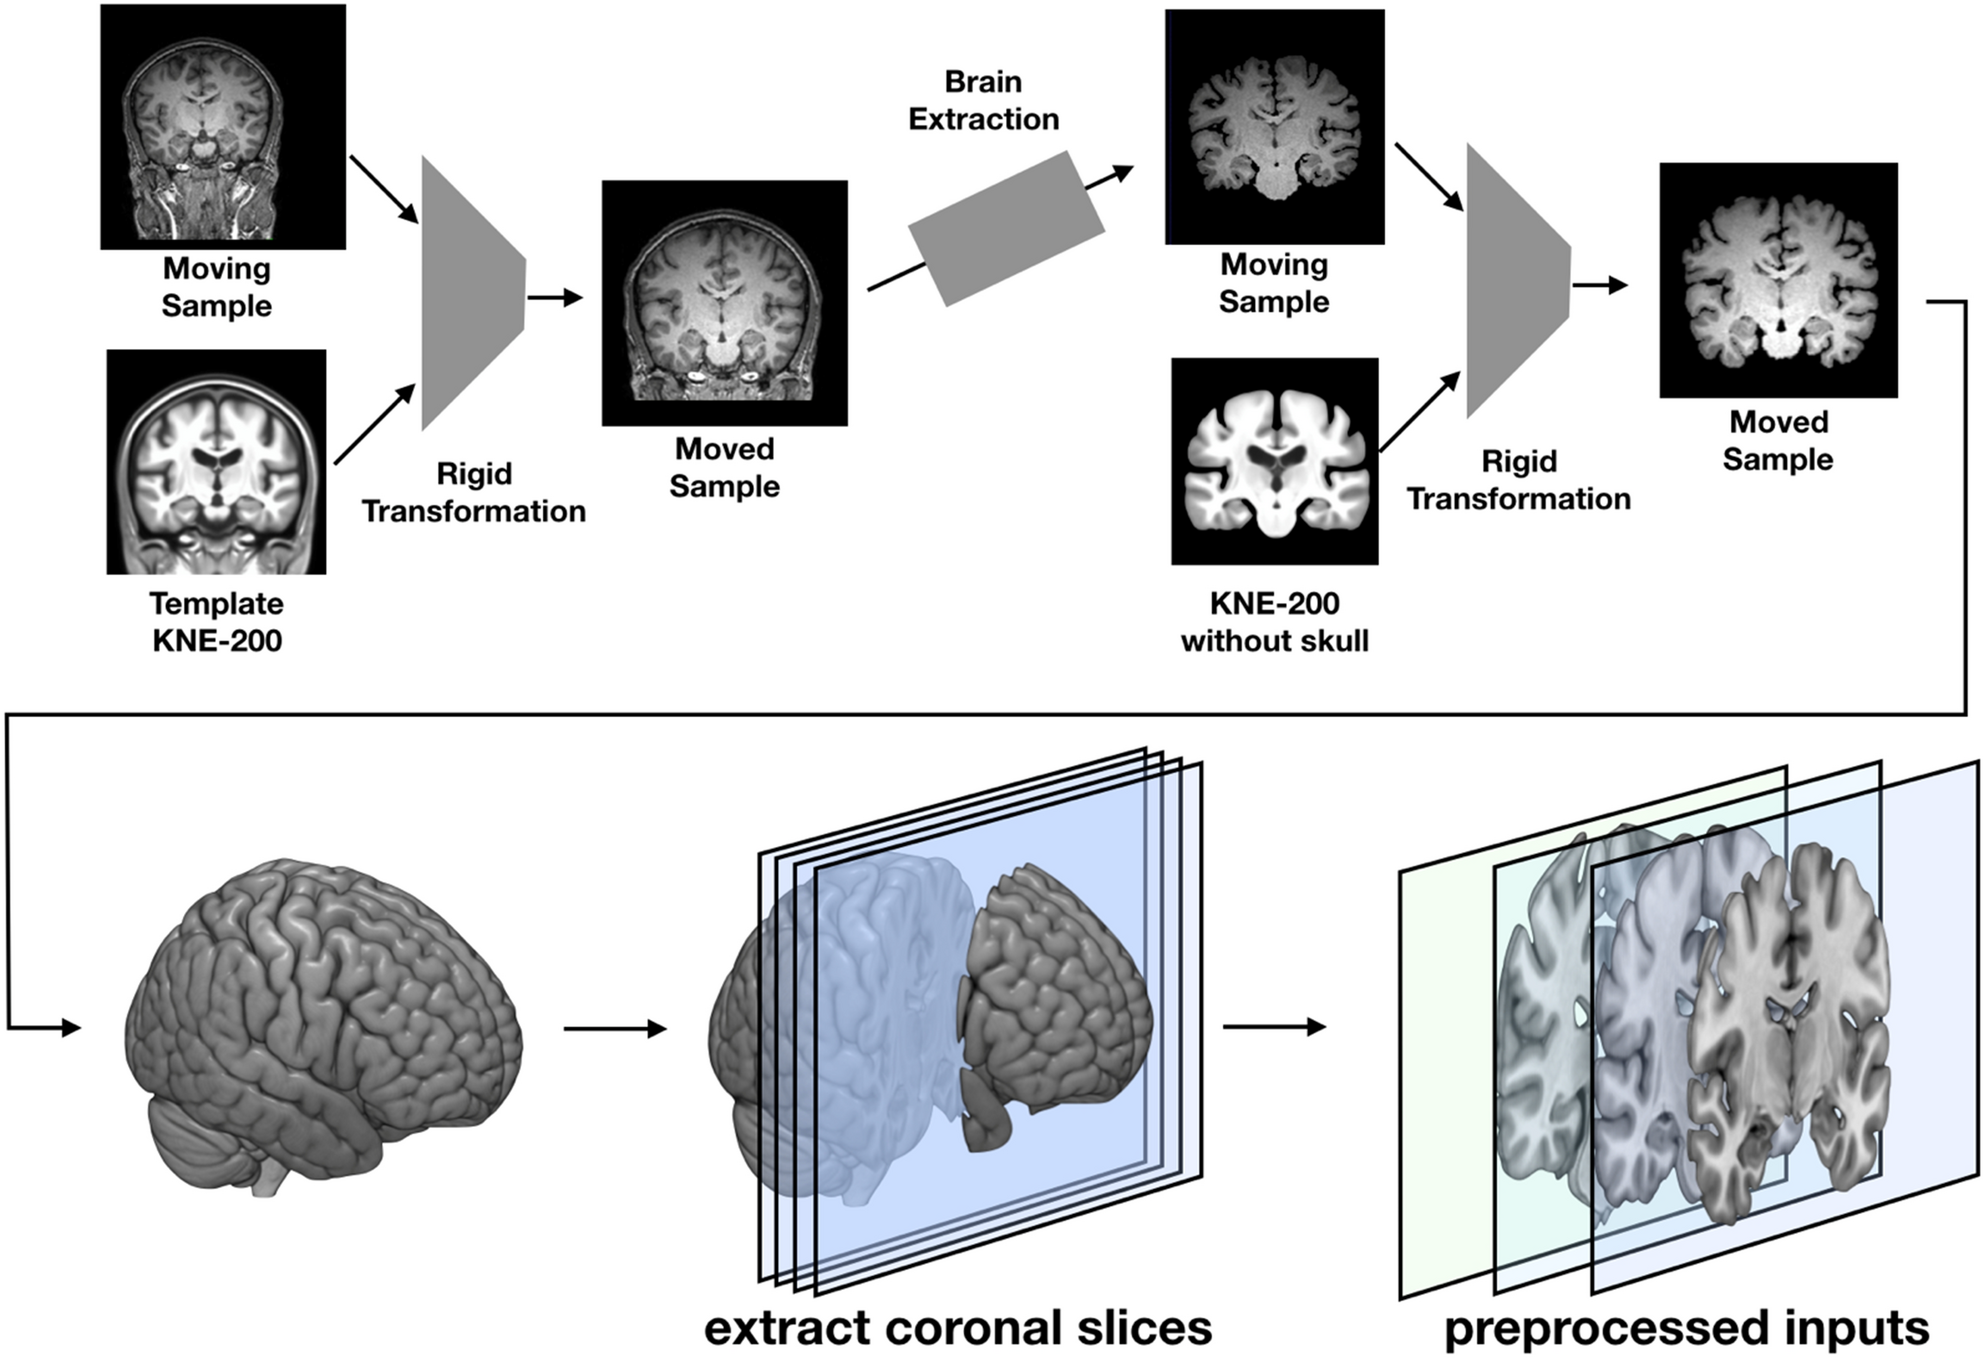 Moving
Sample
Template
KNE-200
Rigid
Transformation
Moved
Sample
Brain
Extraction
Moving
Sample
KNE-200
without skull
Rigid
Transformation
Moved
Sample
extract coronal slices
preprocessed inputs